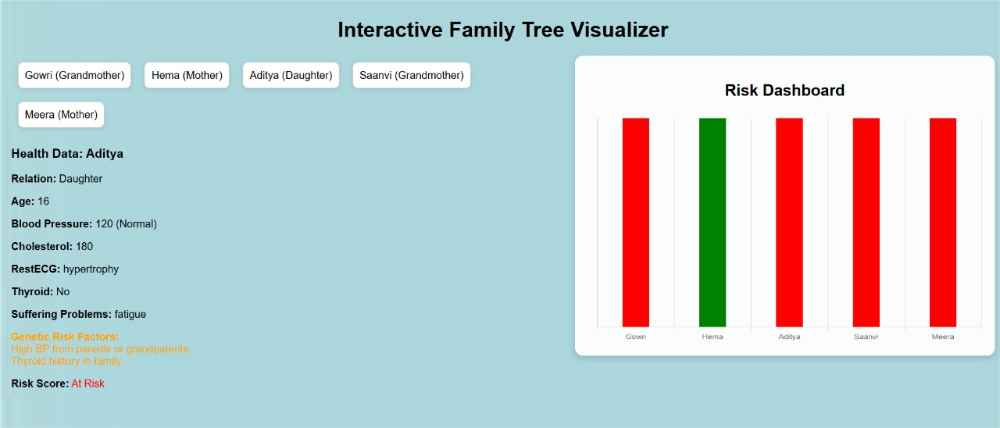 Interactive Family Tree Visualizer
Gowri (Grandmother)
Hema (Mother)
Aditya (Daughter)
Saanvi (Grandmother)
Meera (Mother)
Health Data: Aditya
Relation: Daughter
Age: 16
Blood Pressure: 120 (Normal)
Cholesterol: 180
RestECG: hypertrophy
Thyroid: No
Suffering Problems: fatigue
Genetic Risk Factors:
High BP from parents or grandparents
Thyroid history in family
Risk Score: At Risk
Risk Dashboard
Gowri
Hema
Aditya
Saanvi
Meera